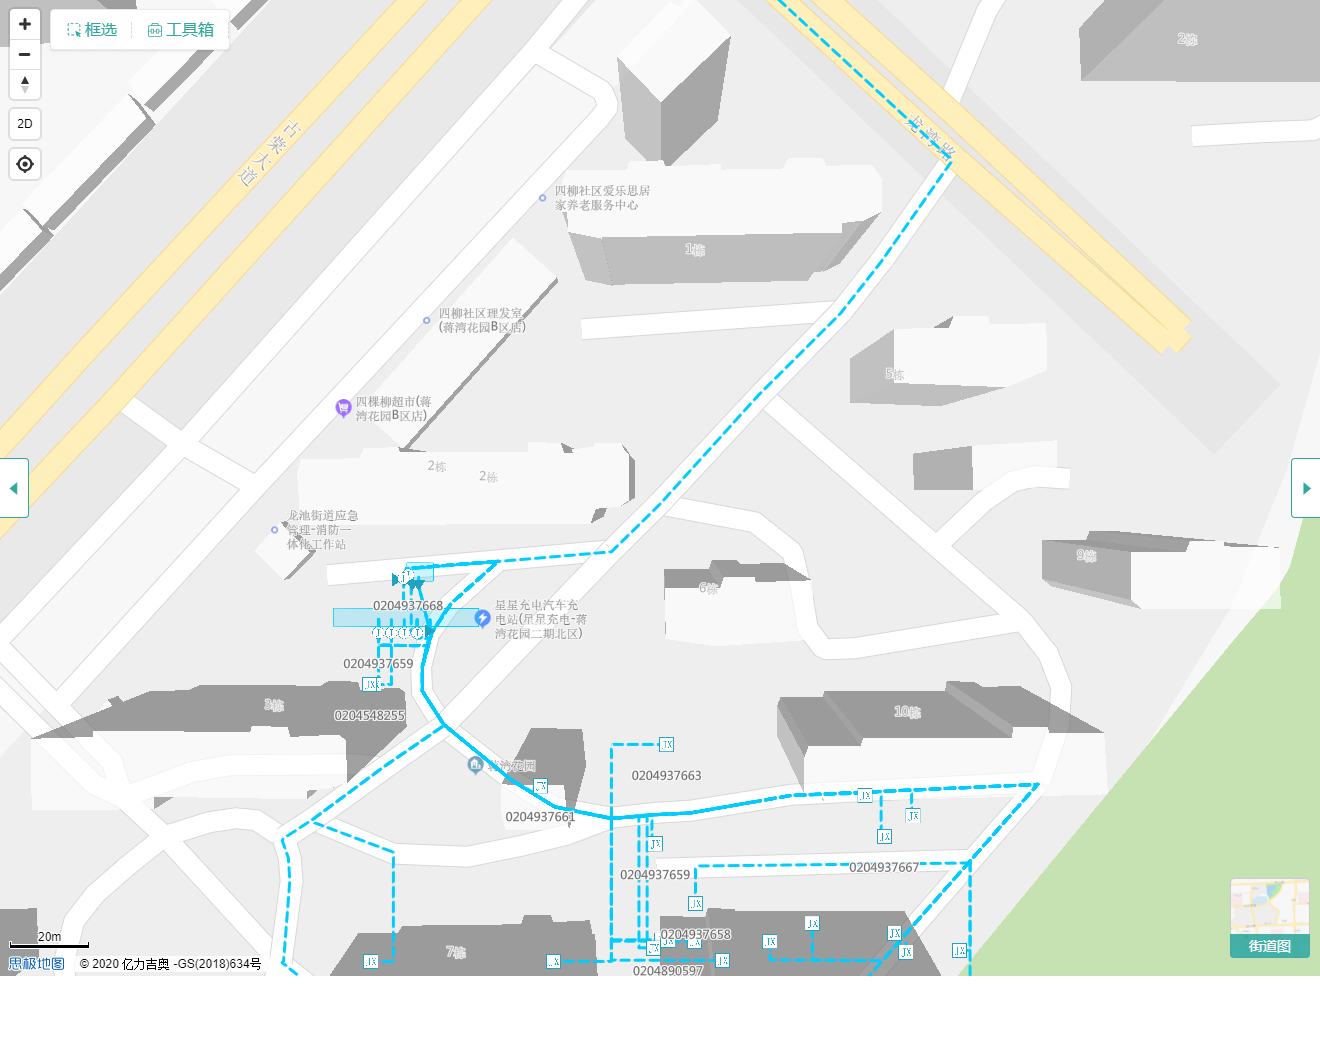 框选
工具箱
2D
古棠大道
龙湾路
2栋
四柳社区爱乐思居
家养老服务中心
1栋
四柳社区理发室
(蒋湾花园B区店)
5栋
四棵柳超市(蒋
湾花园B区店)
2栋
2栋
龙池街道应急
管理-消防一
体化工作站
9栋
6栋
0204937668
星星充电汽车充
电站(星星充电-蒋
湾花园二期北区)
0204937659
JX
3栋
0204548255
10栋
JX
蒋湾花园
0204937663
JX
JX
0204937661
JX
JX
JX
0204937659
0204937667
JX
JX
JX
0204937658
JX
JX
JX
JX
7栋
JX
JX
JX
JX
JX
0204890597
20m
思极地图
© 2020 亿力吉奥 -GS(2018)634号
街道图